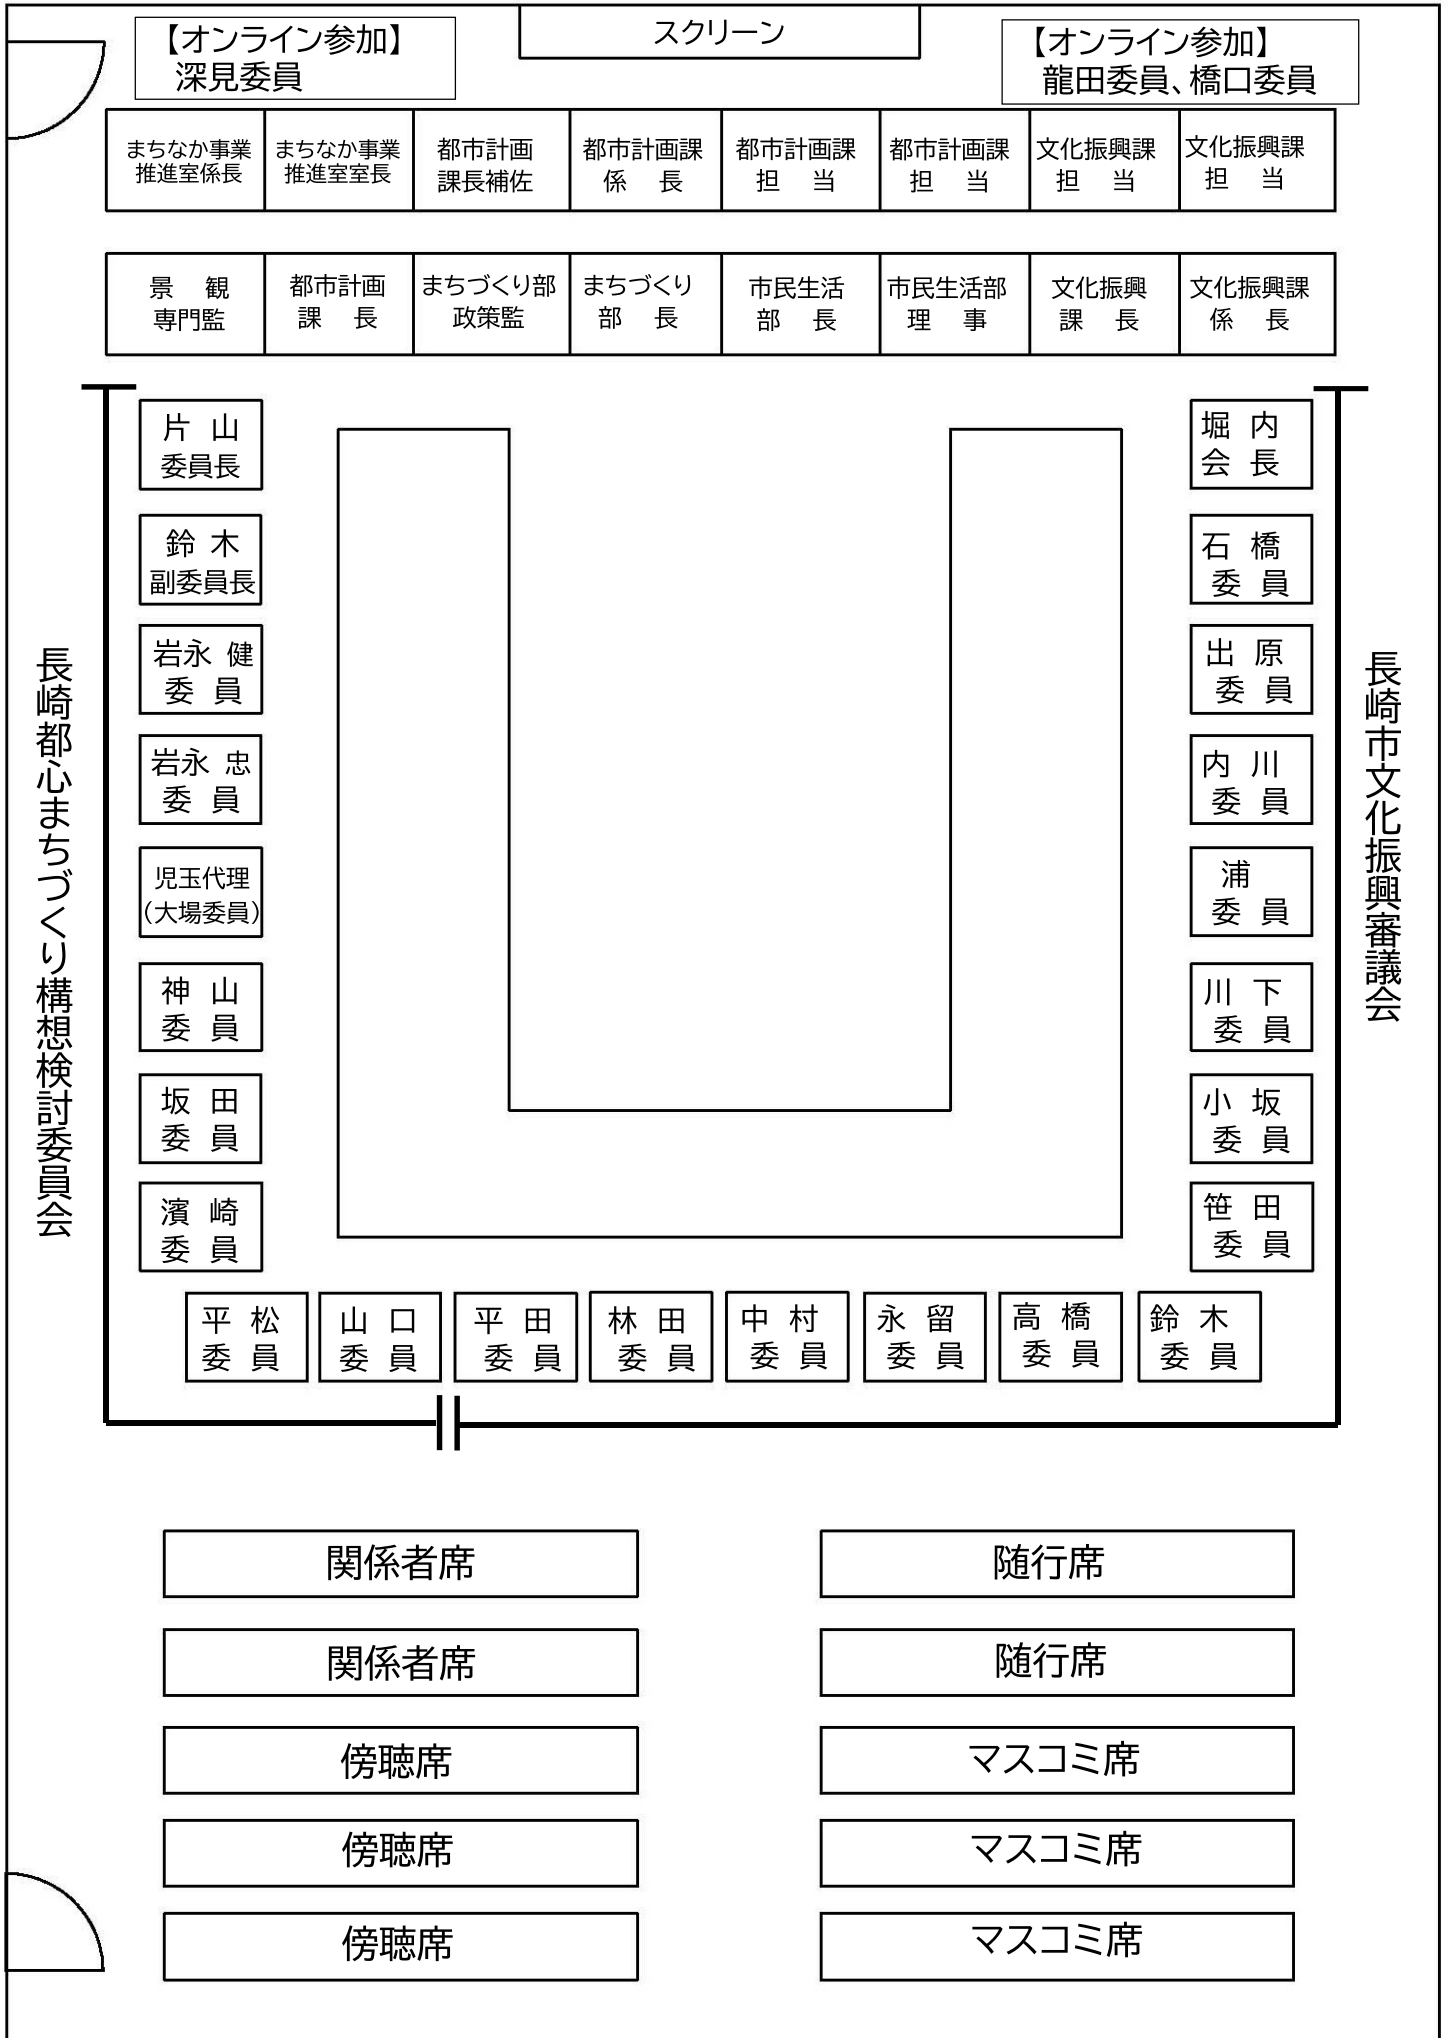 【オンライン参加】
深見委員
スクリーン
【オンライン参加】
龍田委員、橋口委員
まちなか事業
推進室係長
まちなか事業
推進室室長
都市計画
課長補佐
都市計画課
係 長
都市計画課
担 当
都市計画課
担 当
文化振興課
担 当
文化振興課
担 当
景 観
専門監
都市計画
課 長
まちづくり部
政策監
まちづくり
部 長
市民生活
部 長
市民生活部
理 事
文化振興
課 長
文化振興課
係 長
長崎都心まちづくり構想検討委員会
片 山
委員長
鈴 木
副委員長
岩永 健
委 員
岩永 忠
委 員
児玉代理
（大場委員）
神 山
委 員
坂 田
委 員
濱 崎
委 員
平 松
委 員
山 口
委 員
平 田
委 員
林 田
委 員
中 村
委 員
永 留
委 員
高 橋
委 員
鈴 木
委 員
堀 内
会 長
石 橋
委 員
出 原
委 員
内 川
委 員
浦
委 員
川 下
委 員
小 坂
委 員
笹 田
委 員
長崎市文化振興審議会
関係者席
随行席
関係者席
随行席
傍聴席
マスコミ席
傍聴席
マスコミ席
傍聴席
マスコミ席